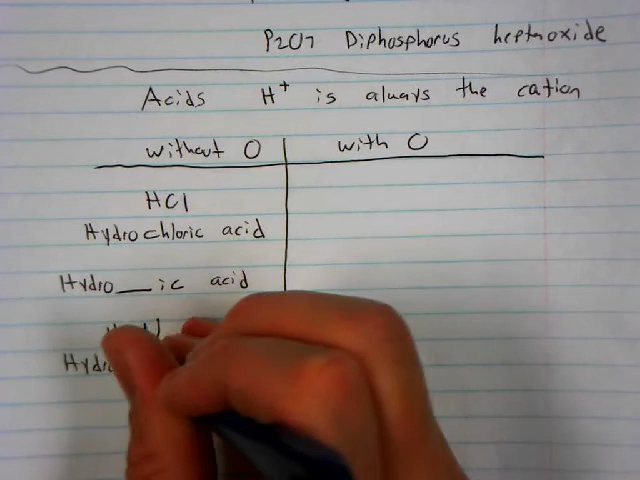 P2O7 Diphosphorus heptoxide
Acids H+ is always the cation
without O with O
HCl
Hydrochloric acid
Hydro___ic acid